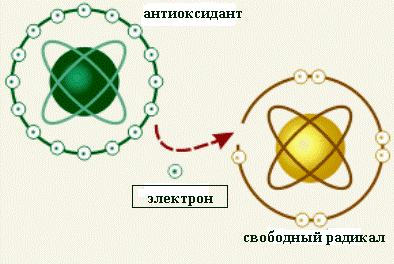 антиоксидант
электрон
свободный радикал